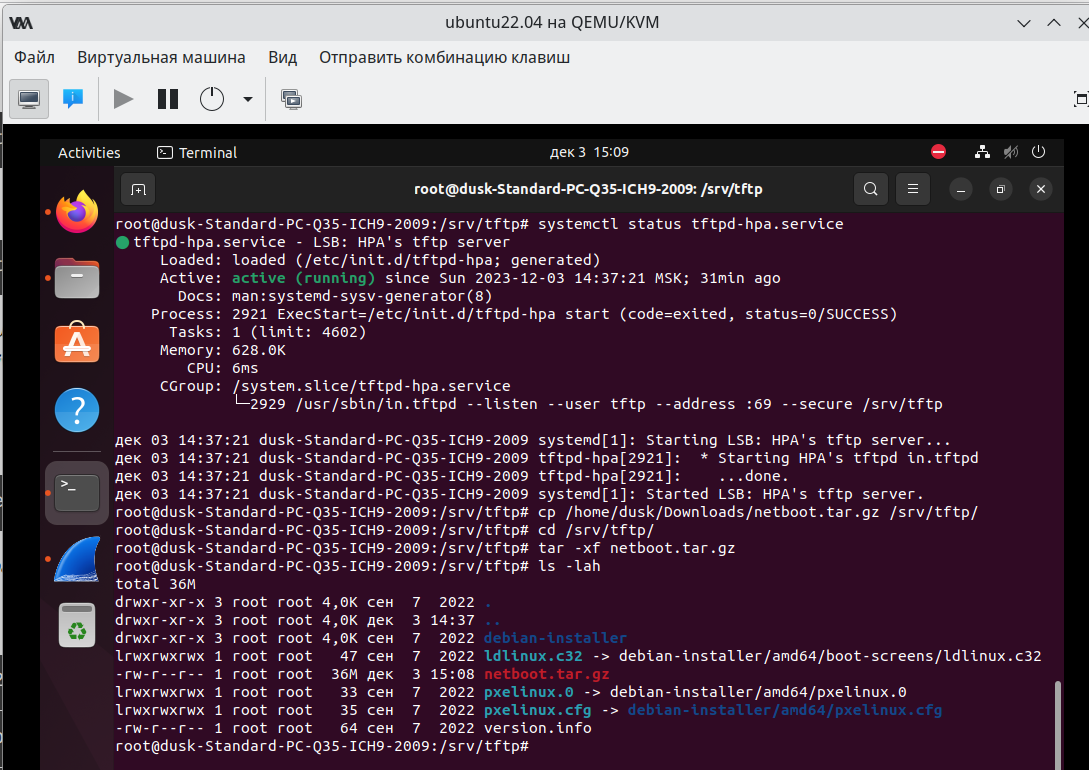 ubuntu22.04 на QEMU/KVM
Файл Виртуальная машина Вид Отправить комбинацию клавиш
Activities Terminal дек 3 15:09
root@dusk-Standard-PC-Q35-ICH9-2009: /srv/tftp
root@dusk-Standard-PC-Q35-ICH9-2009:/srv/tftp# systemctl status tftpd-hpa.service
● tftpd-hpa.service - LSB: HPA's tftp server
Loaded: loaded (/etc/init.d/tftpd-hpa; generated)
Active: active (running) since Sun 2023-12-03 14:37:21 MSK; 31min ago
Docs: man:systemd-sysv-generator(8)
Process: 2921 ExecStart=/etc/init.d/tftpd-hpa start (code=exited, status=0/SUCCESS)
Tasks: 1 (limit: 4602)
Memory: 628.0K
CPU: 6ms
CGroup: /system.slice/tftpd-hpa.service
└─2929 /usr/sbin/in.tftpd --listen --user tftp --address :69 --secure /srv/tftp
дек 03 14:37:21 dusk-Standard-PC-Q35-ICH9-2009 systemd[1]: Starting LSB: HPA's tftp server...
дек 03 14:37:21 dusk-Standard-PC-Q35-ICH9-2009 tftpd-hpa[2921]:  * Starting HPA's tftpd in.tftpd
дек 03 14:37:21 dusk-Standard-PC-Q35-ICH9-2009 tftpd-hpa[2921]:    ...done.
дек 03 14:37:21 dusk-Standard-PC-Q35-ICH9-2009 systemd[1]: Started LSB: HPA's tftp server.
root@dusk-Standard-PC-Q35-ICH9-2009:/srv/tftp# cp /home/dusk/Downloads/netboot.tar.gz /srv/tftp/
root@dusk-Standard-PC-Q35-ICH9-2009:/srv/tftp# cd /srv/tftp/
root@dusk-Standard-PC-Q35-ICH9-2009:/srv/tftp# tar -xf netboot.tar.gz
root@dusk-Standard-PC-Q35-ICH9-2009:/srv/tftp# ls -lah
total 36M
drwxr-xr-x 3 root root 4,0K сен  7  2022 .
drwxr-xr-x 3 root root 4,0K дек  3 14:37 ..
drwxr-xr-x 3 root root 4,0K сен  7  2022 debian-installer
lrwxrwxrwx 1 root root   47 сен  7  2022 ldlinux.c32 -> debian-installer/amd64/boot-screens/ldlinux.c32
-rw-r--r-- 1 root root  36M дек  3 15:08 netboot.tar.gz
lrwxrwxrwx 1 root root   33 сен  7  2022 pxelinux.0 -> debian-installer/amd64/pxelinux.0
lrwxrwxrwx 1 root root   35 сен  7  2022 pxelinux.cfg -> debian-installer/amd64/pxelinux.cfg
-rw-r--r-- 1 root root   64 сен  7  2022 version.info
root@dusk-Standard-PC-Q35-ICH9-2009:/srv/tftp#